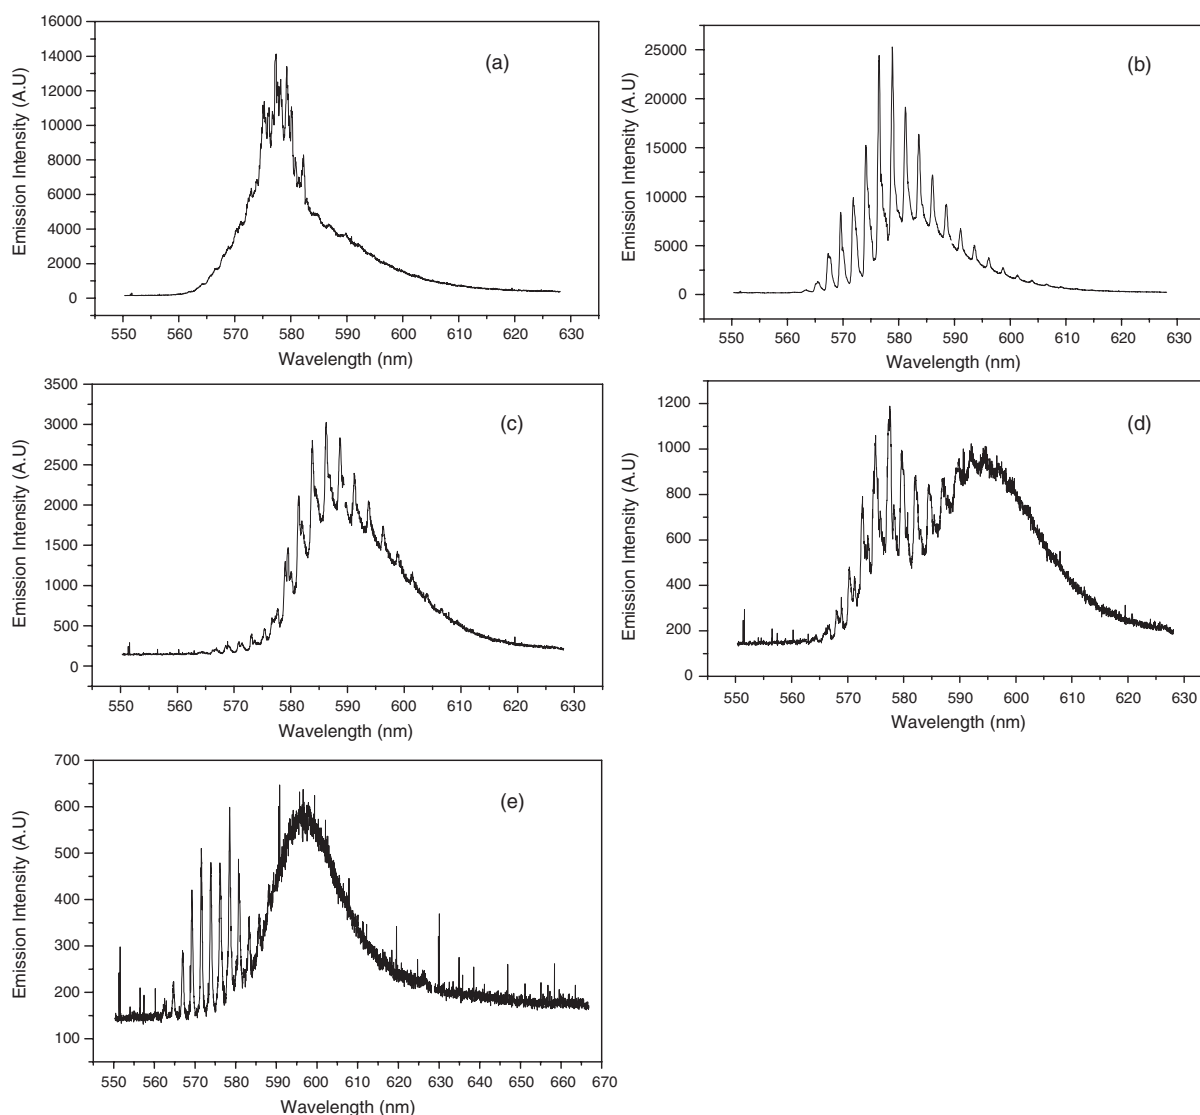 16000
14000
12000
10000
8000
6000
4000
2000
0
Emission Intensity (A.U)
(a)
550 560 570 580 590 600 610 620 630
Wavelength (nm)
25000
20000
15000
10000
5000
0
Emission Intensity (A.U)
(b)
550 560 570 580 590 600 610 620 630
Wavelength (nm)
3500
3000
2500
2000
1500
1000
500
0
Emission Intensity (A.U)
(c)
550 560 570 580 590 600 610 620 630
Wavelength (nm)
1200
1000
800
600
400
200
0
Emission Intensity (A.U)
(d)
550 560 570 580 590 600 610 620 630
Wavelength (nm)
700
600
500
400
300
200
100
Emission Intensity (A.U)
(e)
550 560 570 580 590 600 610 620 630 640 650 660 670
Wavelength (nm)